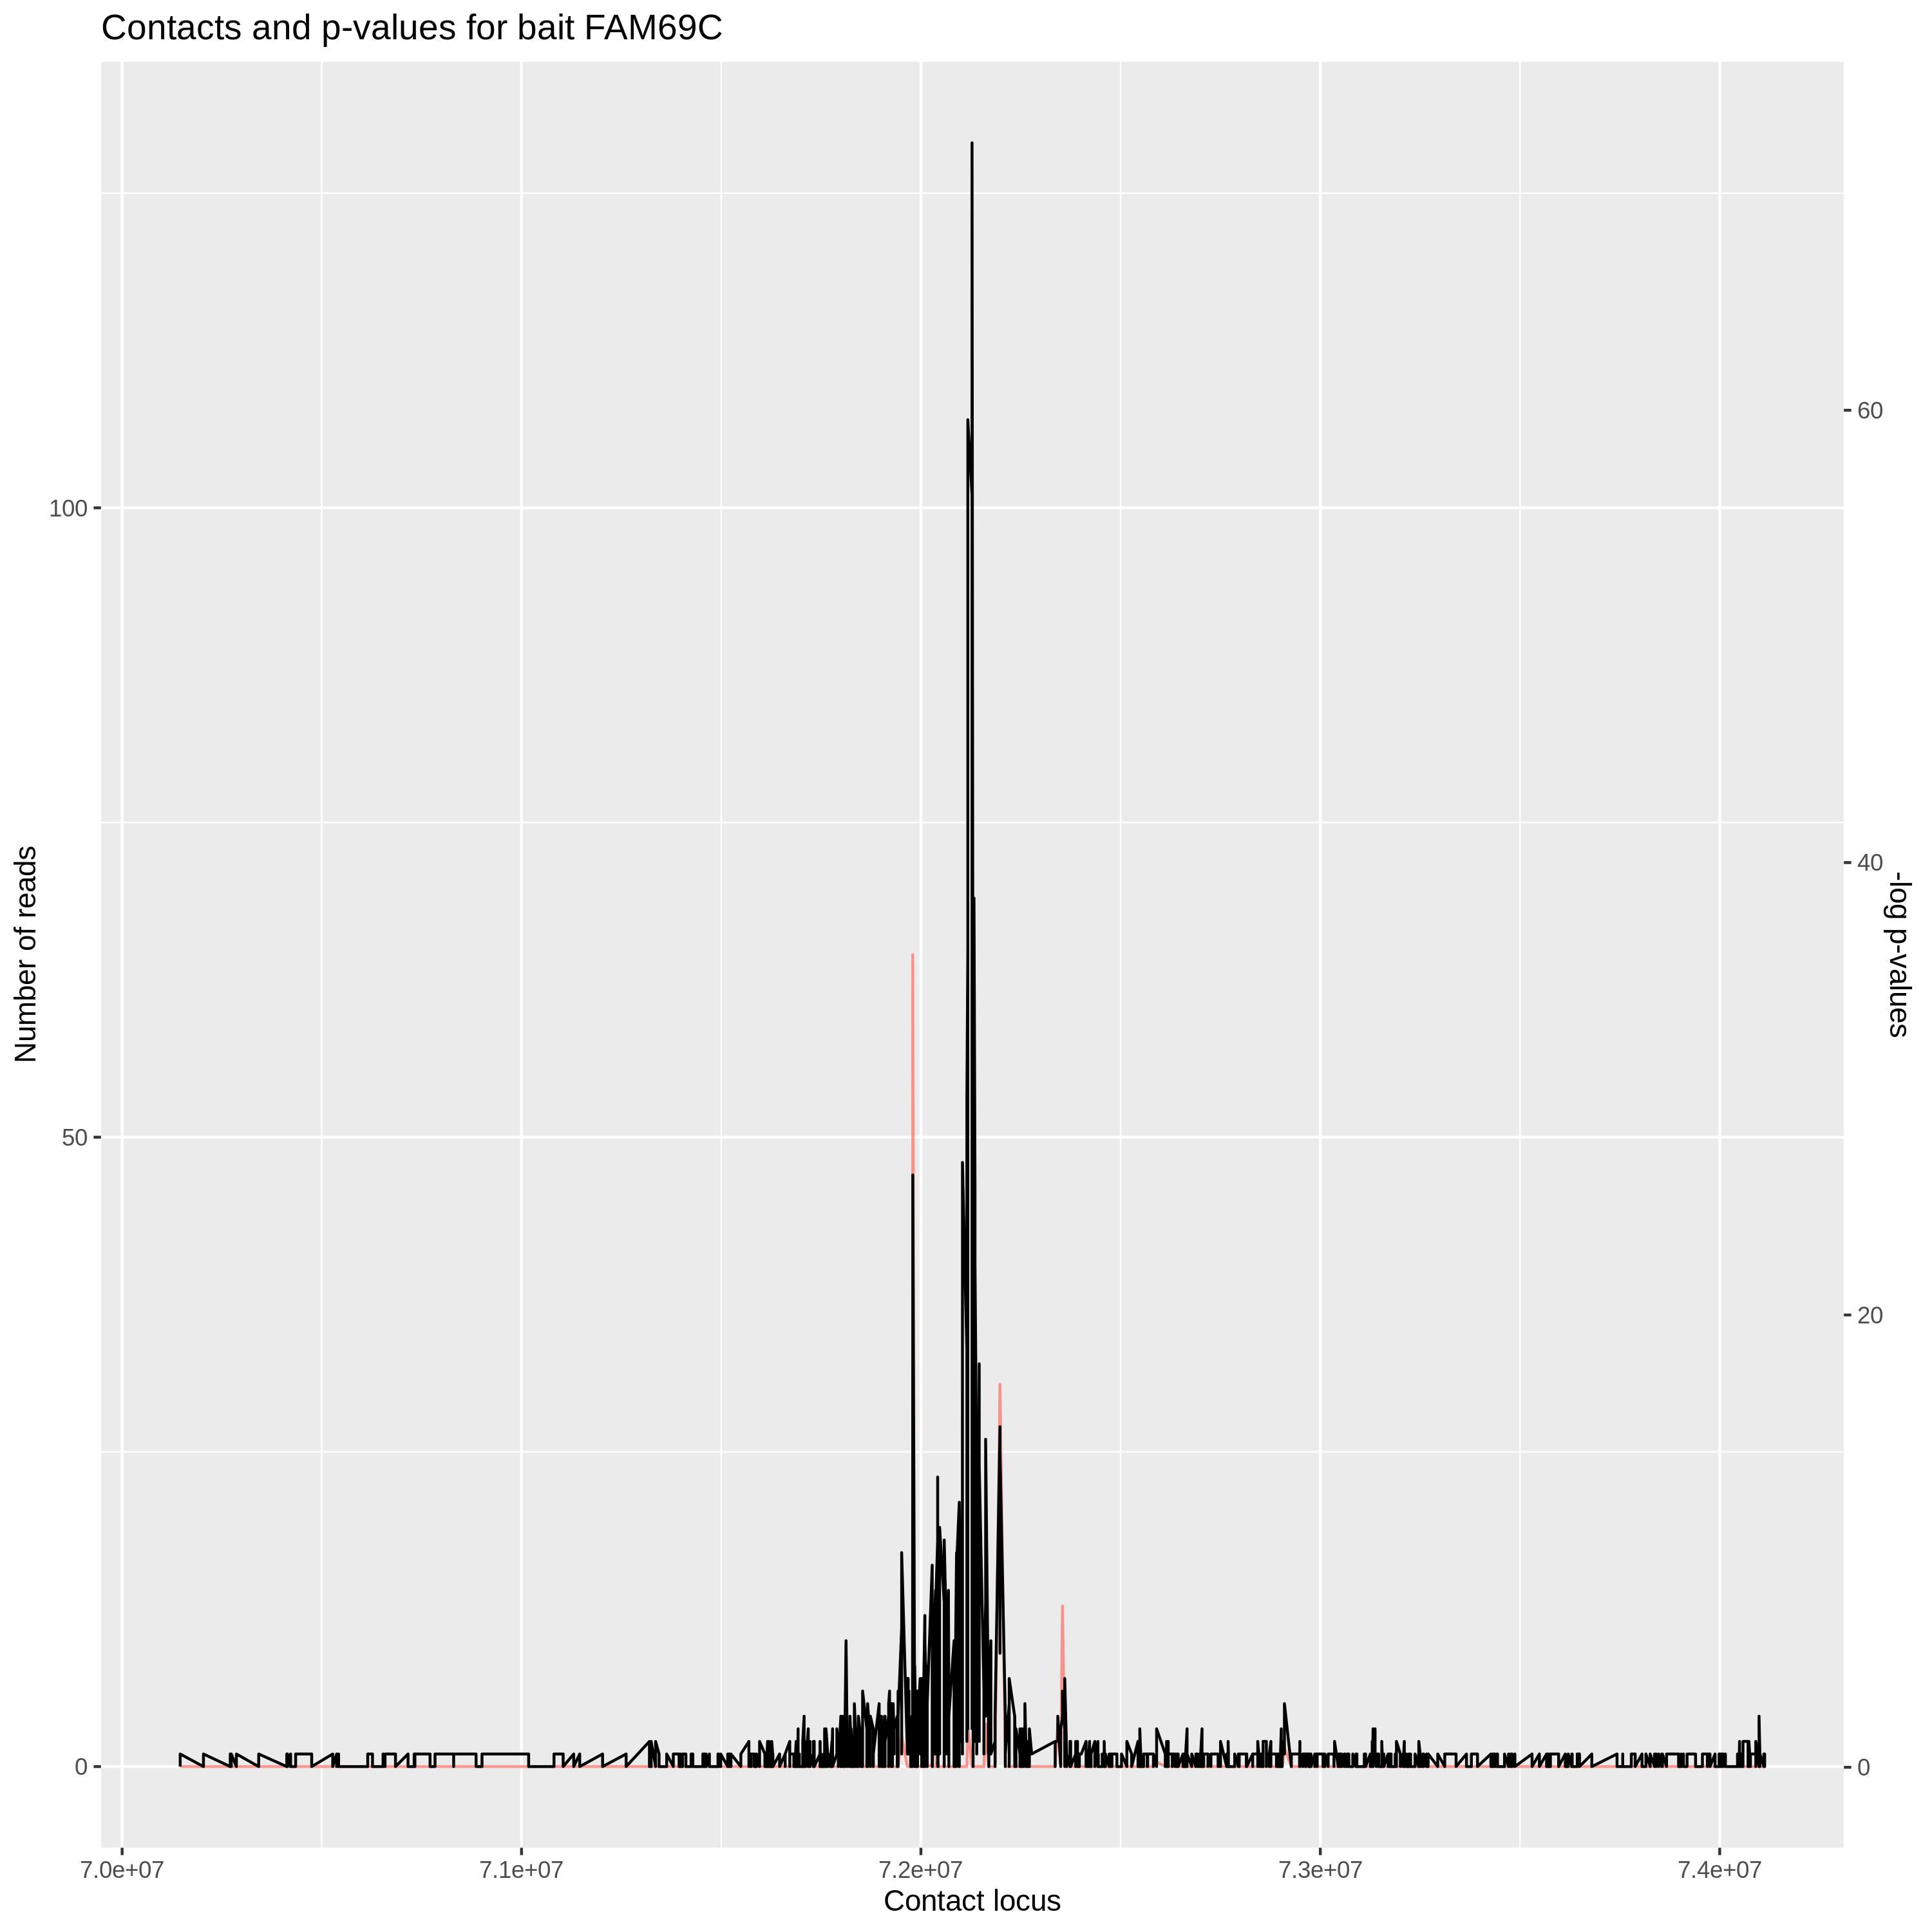 Contacts and p-values for bait FAM69C
Number of reads
100
50
0
60
40
20
0
-log p-values
7.0e+07
7.1e+07
7.2e+07
7.3e+07
7.4e+07
Contact locus